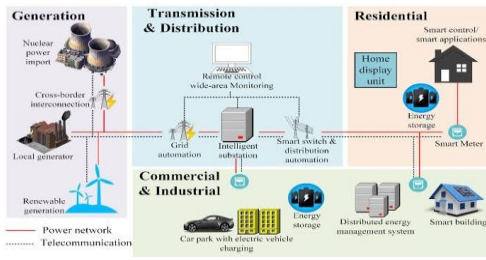 Generation
Nuclear
power
import
Cross-border
interconnection
Local generator
Renewable
generation
Power network
Telecommunication
Transmission
& Distribution
Remote control
wide-area Monitoring
Grid
automation
Intelligent
substation
Smart switch &
distribution
automation
Residential
Smart control/
smart applications
Home
display
unit
Energy
storage
Smart Meter
Commercial
& Industrial
Energy
storage
Car park with electric vehicle
charging
Distributed energy
management system
Smart building